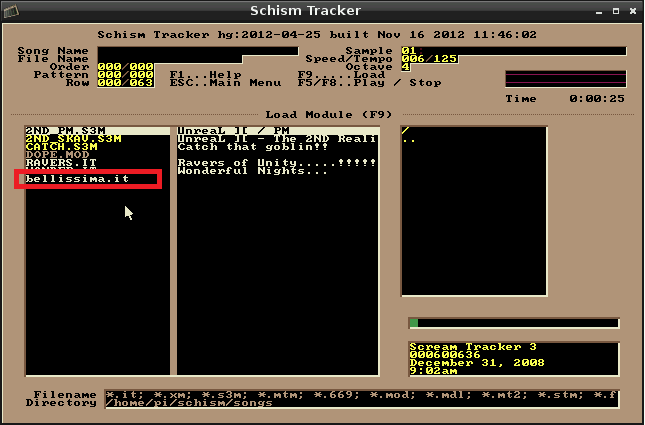 Schism Tracker
Schism Tracker hg:2012-04-25 built Nov 16 2012 11:46:02
Song Name Sample 01
File Name Speed/Tempo 006/125
Order 000/000 Octave 4
Pattern 000/000 F1...Help F9.....Load
Row 000/063 ESC..Main Menu F5/F8..Play / Stop
Time 0:00:25
Load Module (F9)
2ND_PM.S3M UnreaL II / PM /
2ND_SKAV.S3M UnreaL II - The 2ND Reali ..
CATCH.S3M Catch that goblin!!
DOPE.MOD
RAVERS.IT Ravers of Unity.....!!!!!
WONDER.IT Wonderful Nights...
bellissima.it
Scream Tracker 3
000600636
December 31, 2008
9:02am
Filename *.it; *.xm; *.s3m; *.mtm; *.669; *.mod; *.mdl; *.mt2; *.stm; *.f
Directory /home/pi/schism/songs